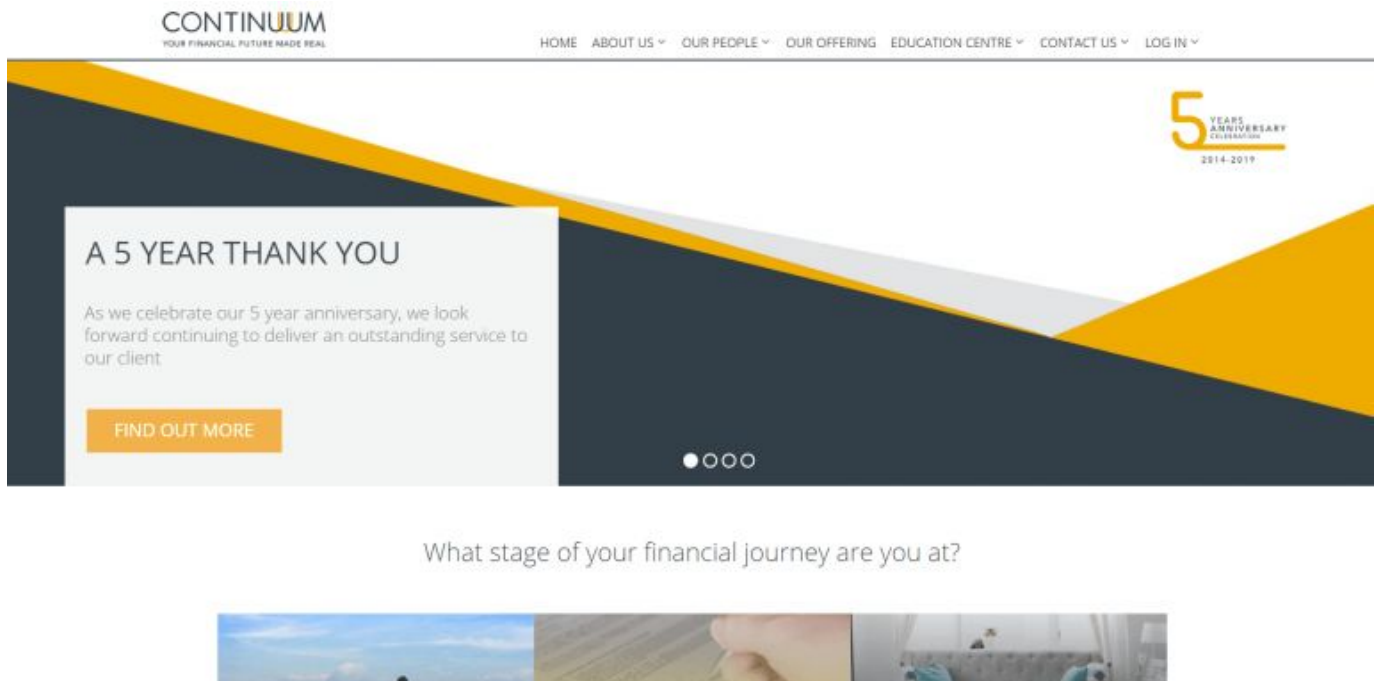 CONTINUUM
YOUR FINANCIAL FUTURE MADE REAL
HOME ABOUT US OUR PEOPLE OUR OFFERING EDUCATION CENTRE CONTACT US LOG IN
5 YEARS
ANNIVERSARY
CELEBRATION
2014-2019
A 5 YEAR THANK YOU
As we celebrate our 5 year anniversary, we look
forward continuing to deliver an outstanding service to
our client
FIND OUT MORE
What stage of your financial journey are you at?